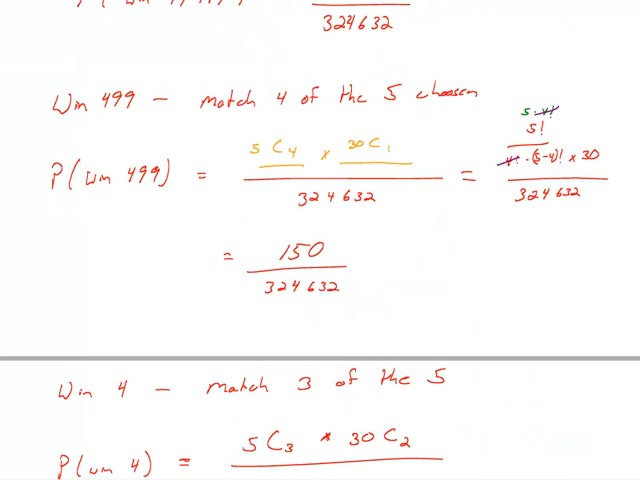 324632
Win 499 – match 4 of the 5 choosen
5 · 4!
5!
P(win 499) = 5C4 × 30C1 / 324632 = 4! · (5-4)! × 30 / 324632
= 150 / 324632
Win 4 – match 3 of the 5
P(win 4) = 5C3 × 30C2